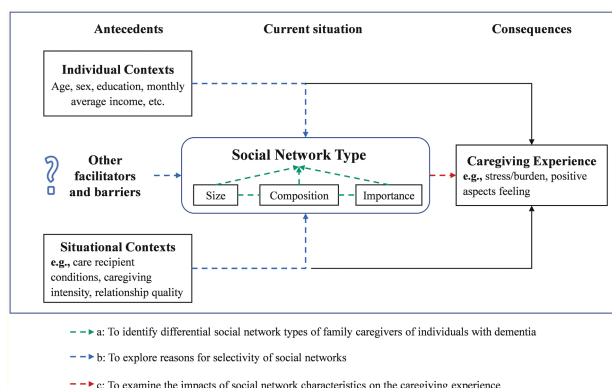 Antecedents
Current situation
Consequences
Individual Contexts
Age, sex, education, monthly
average income, etc.
?
Other
facilitators
and barriers
Social Network Type
Size
Composition
Importance
Caregiving Experience
e.g., stress/burden, positive
aspects feeling
Situational Contexts
e.g., care recipient
conditions, caregiving
intensity, relationship quality
a: To identify differential social network types of family caregivers of individuals with dementia
b: To explore reasons for selectivity of social networks
c: To examine the impacts of social network characteristics on the caregiving experience